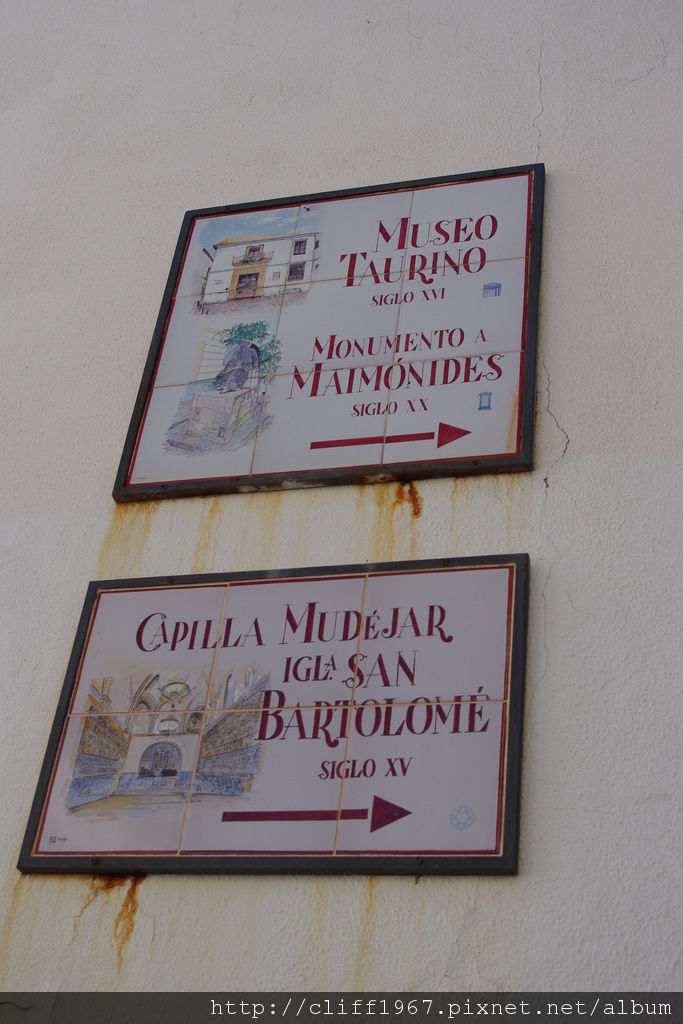 MUSEO
TAURINO
SIGLO XVI
MONUMENTO A
MAIMÓNIDES
SIGLO XX
CAPILLA MUDÉJAR
IGLA. SAN
BARTOLOMÉ
SIGLO XV
http://cliff1967.pixnet.net/album